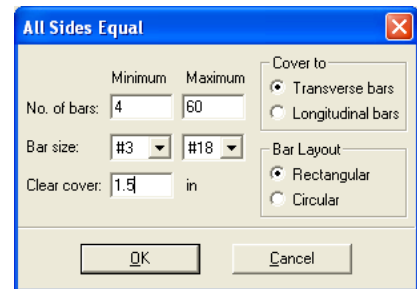 All Sides Equal
Minimum Maximum
No. of bars: 4 60
Bar size: #3 #18
Clear cover: 1.5 in
Cover to
Transverse bars
Longitudinal bars
Bar Layout
Rectangular
Circular
OK Cancel